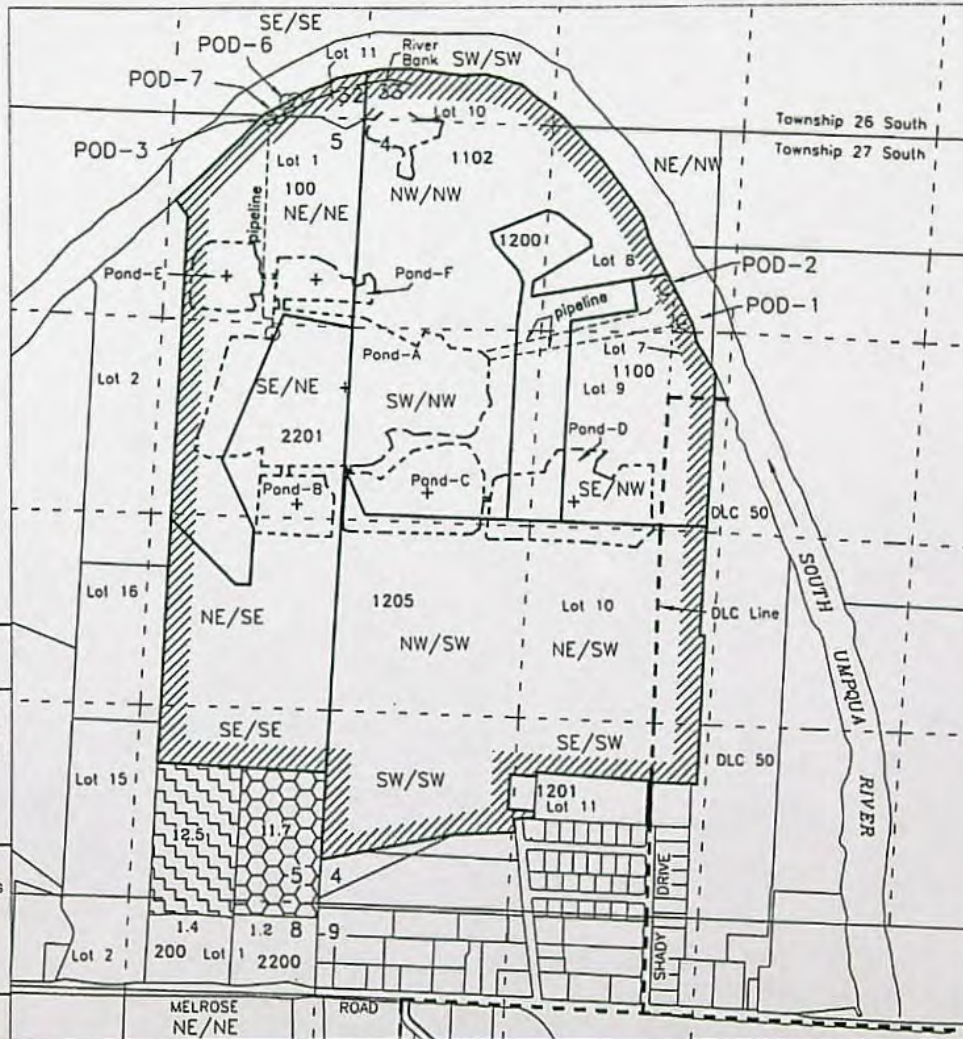 SE/SE
POD-6
Lot 11
River
Bank
SW/SW
POD-7
32
33
Lot 10
Township 26 South
Township 27 South
POD-3
5
4
Lot 1
1102
NE/NW
100
NW/NW
NE/NE
pipeline
1200
Lot 8
POD-2
Pond-E
Pond-F
pipeline
POD-1
Lot 7
Pond-A
1100
Lot 2
SE/NE
SW/NW
Lot 9
2201
Pond-D
Pond-B
Pond-C
SE/NW
DLC 50
Lot 16
1205
Lot 10
DLC Line
NE/SE
NW/SW
NE/SW
SOUTH UMPQUA RIVER
SE/SE
SE/SW
SW/SW
DLC 50
Lot 15
1201
Lot 11
12.5
11.7
5
4
s
1.4
1.2
8
9
SHADY DRIVE
Lot 2
200
Lot 1
2200
MELROSE ROAD
NE/NE